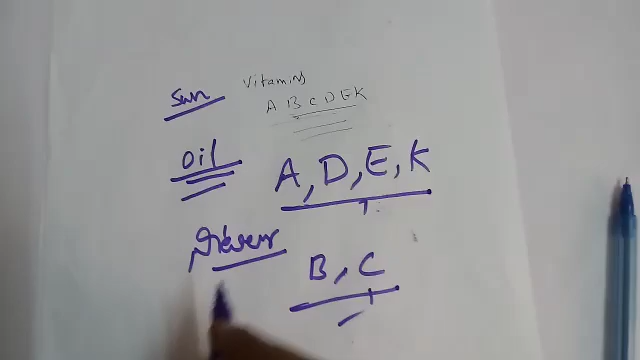 Vitamins
Sun A B C D E K
Oil A, D, E, K
B, C